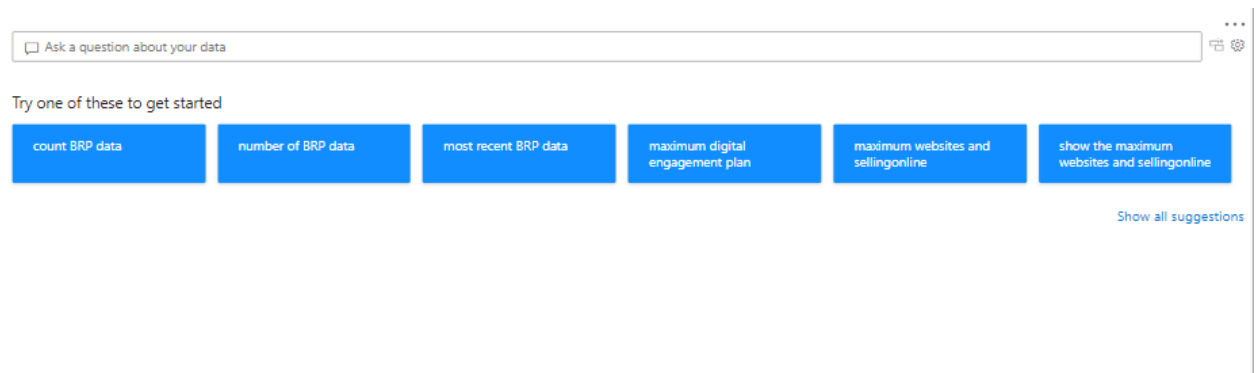 Ask a question about your data
Try one of these to get started
count BRP data
number of BRP data
most recent BRP data
maximum digital
engagement plan
maximum websites and
sellingonline
show the maximum
websites and sellingonline
Show all suggestions